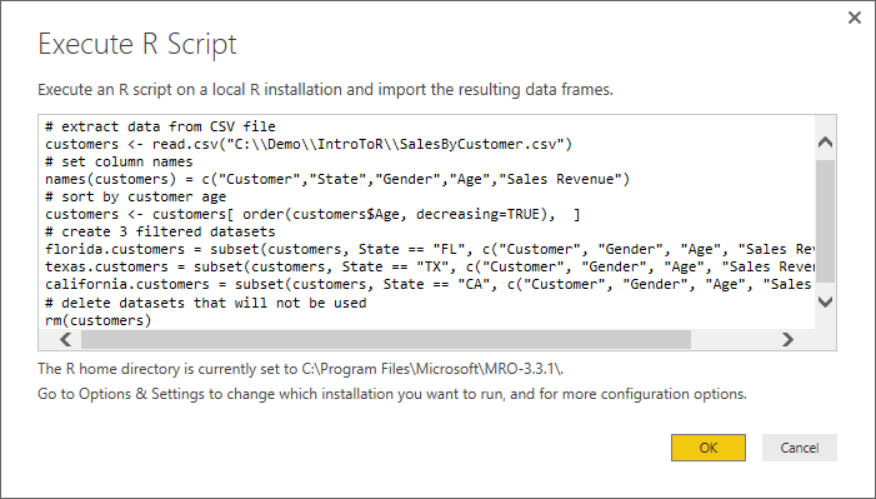 Execute R Script
Execute an R script on a local R installation and import the resulting data frames.
# extract data from CSV file
customers <- read.csv("C:\\Demo\\IntroToR\\SalesByCustomer.csv")
# set column names
names(customers) = c("Customer","State","Gender","Age","Sales Revenue")
# sort by customer age
customers <- customers[ order(customers$Age, decreasing=TRUE),  ]
# create 3 filtered datasets
florida.customers = subset(customers, State == "FL", c("Customer", "Gender", "Age", "Sales Re
texas.customers = subset(customers, State == "TX", c("Customer", "Gender", "Age", "Sales Reve
california.customers = subset(customers, State == "CA", c("Customer", "Gender", "Age", "Sales
# delete datasets that will not be used
rm(customers)
The R home directory is currently set to C:\Program Files\Microsoft\MRO-3.3.1\.
Go to Options & Settings to change which installation you want to run, and for more configuration options.
OK Cancel